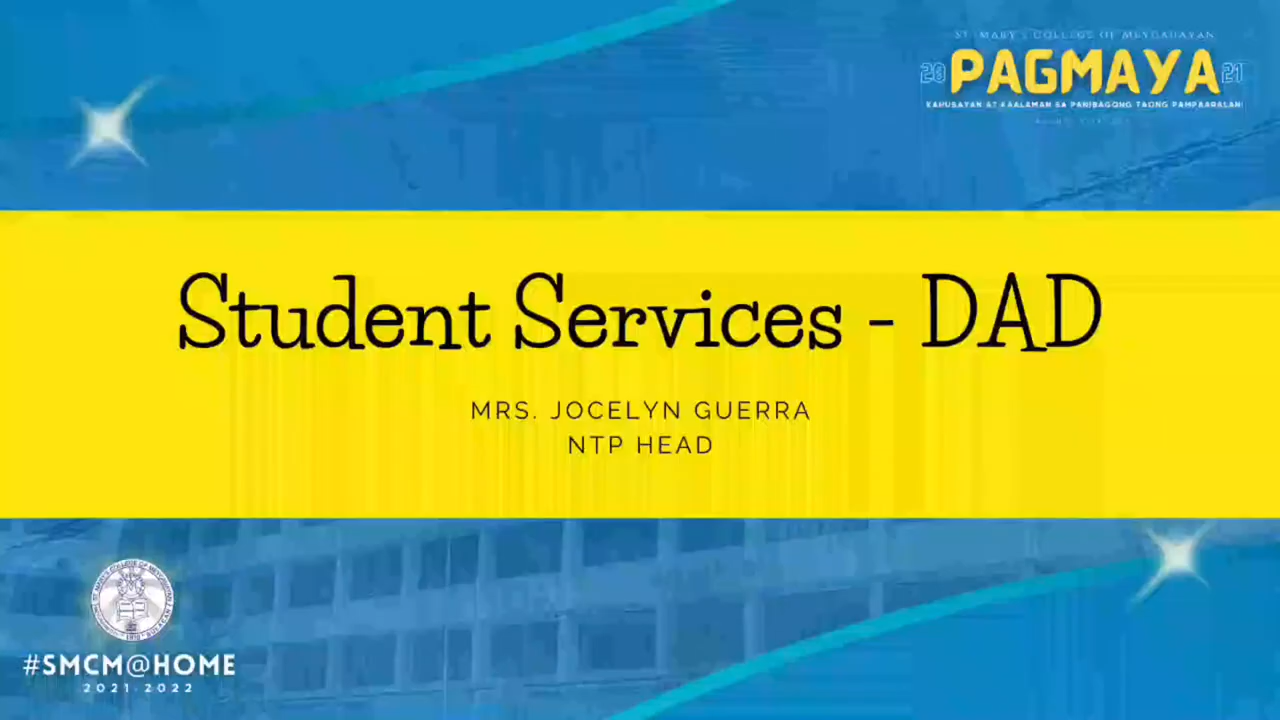 ST. MARY'S COLLEGE OF MEYCAUAYAN
20 PAGMAYA 21
KAHUSAYAN AT KAALAMAN SA PANIBAGONG TAONG PAMPAARALAN
Student Services - DAD
MRS. JOCELYN GUERRA
NTP HEAD
#SMCM@HOME
2021-2022